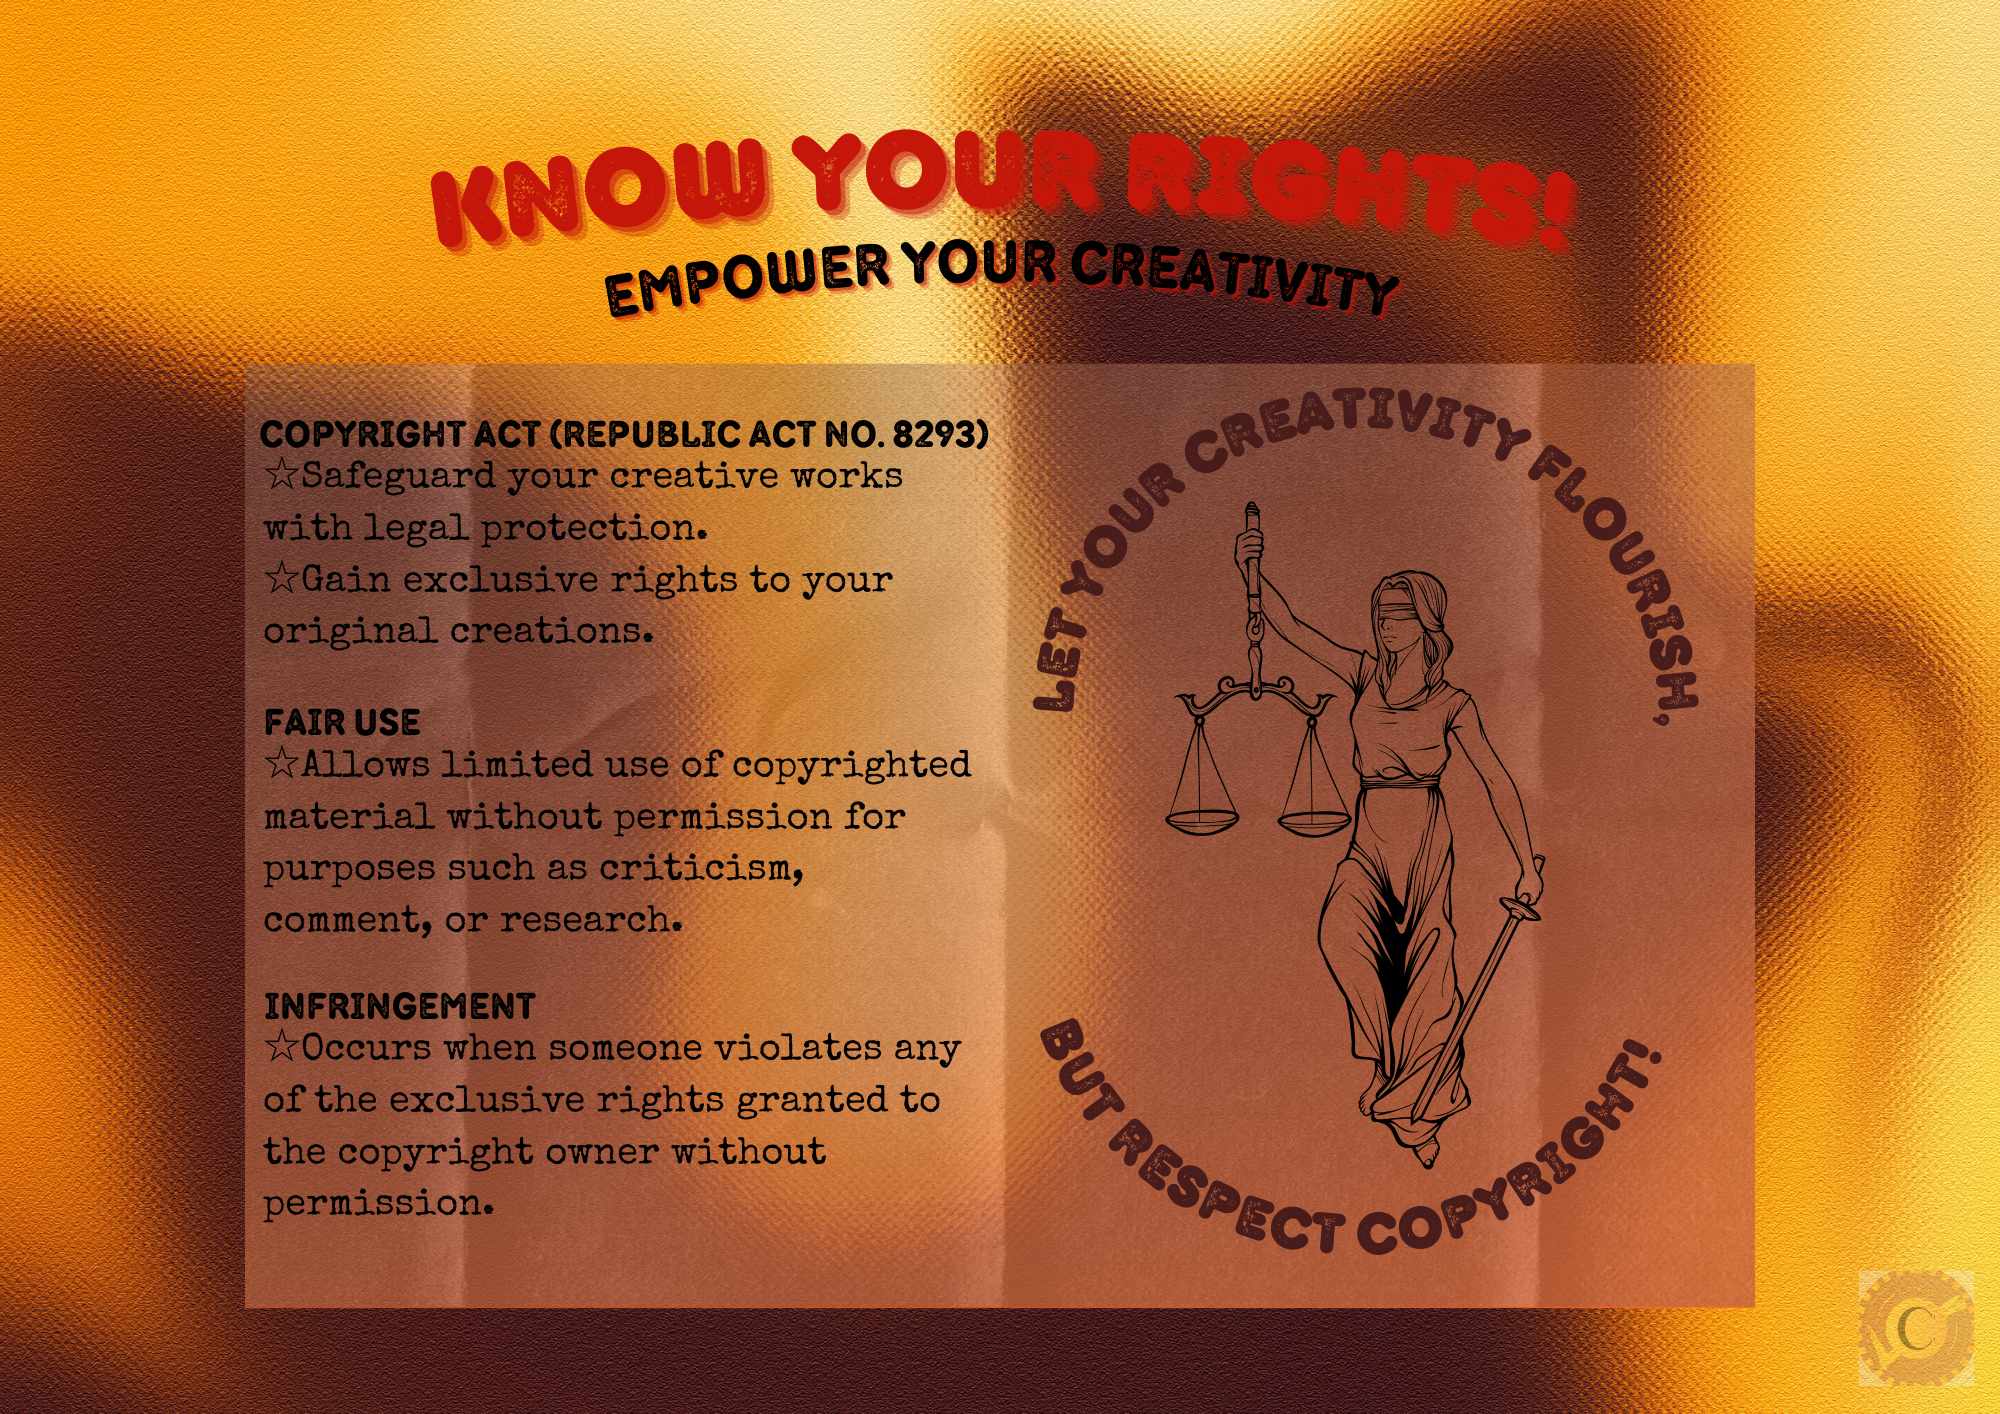 KNOW YOUR RIGHTS!
EMPOWER YOUR CREATIVITY
COPYRIGHT ACT (REPUBLIC ACT NO. 8293)
☆Safeguard your creative works
with legal protection.
☆Gain exclusive rights to your
original creations.
FAIR USE
☆Allows limited use of copyrighted
material without permission for
purposes such as criticism,
comment, or research.
INFRINGEMENT
☆Occurs when someone violates any
of the exclusive rights granted to
the copyright owner without
permission.
LET YOUR CREATIVITY FLOURISH,
BUT RESPECT COPYRIGHT!
C